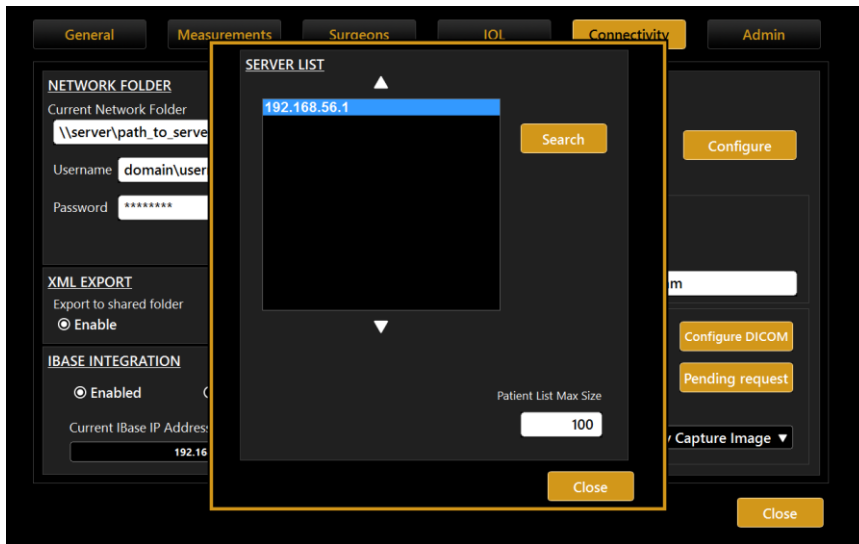 General Measurements Surgeons IOL Connectivity Admin
SERVER LIST
192.168.56.1
Search
Patient List Max Size
100
Close
NETWORK FOLDER
Current Network Folder
\\server\path_to_serve
Username domain\user
Password ********
XML EXPORT
Export to shared folder
Enable
IBASE INTEGRATION
Enabled
Current IBase IP Addres
192.16
Configure
Configure DICOM
Pending request
Capture Image
Close